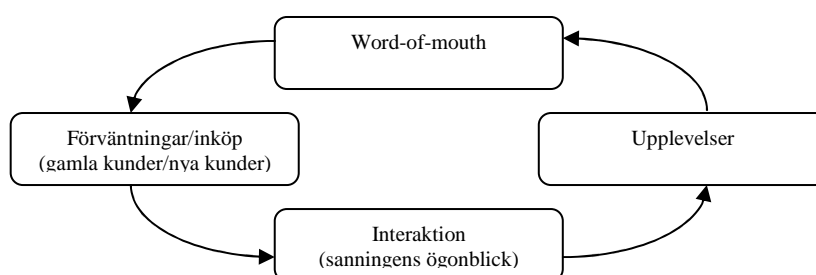 Word-of-mouth
Förväntningar/inköp
(gamla kunder/nya kunder)
Upplevelser
Interaktion
(sanningens ögonblick)